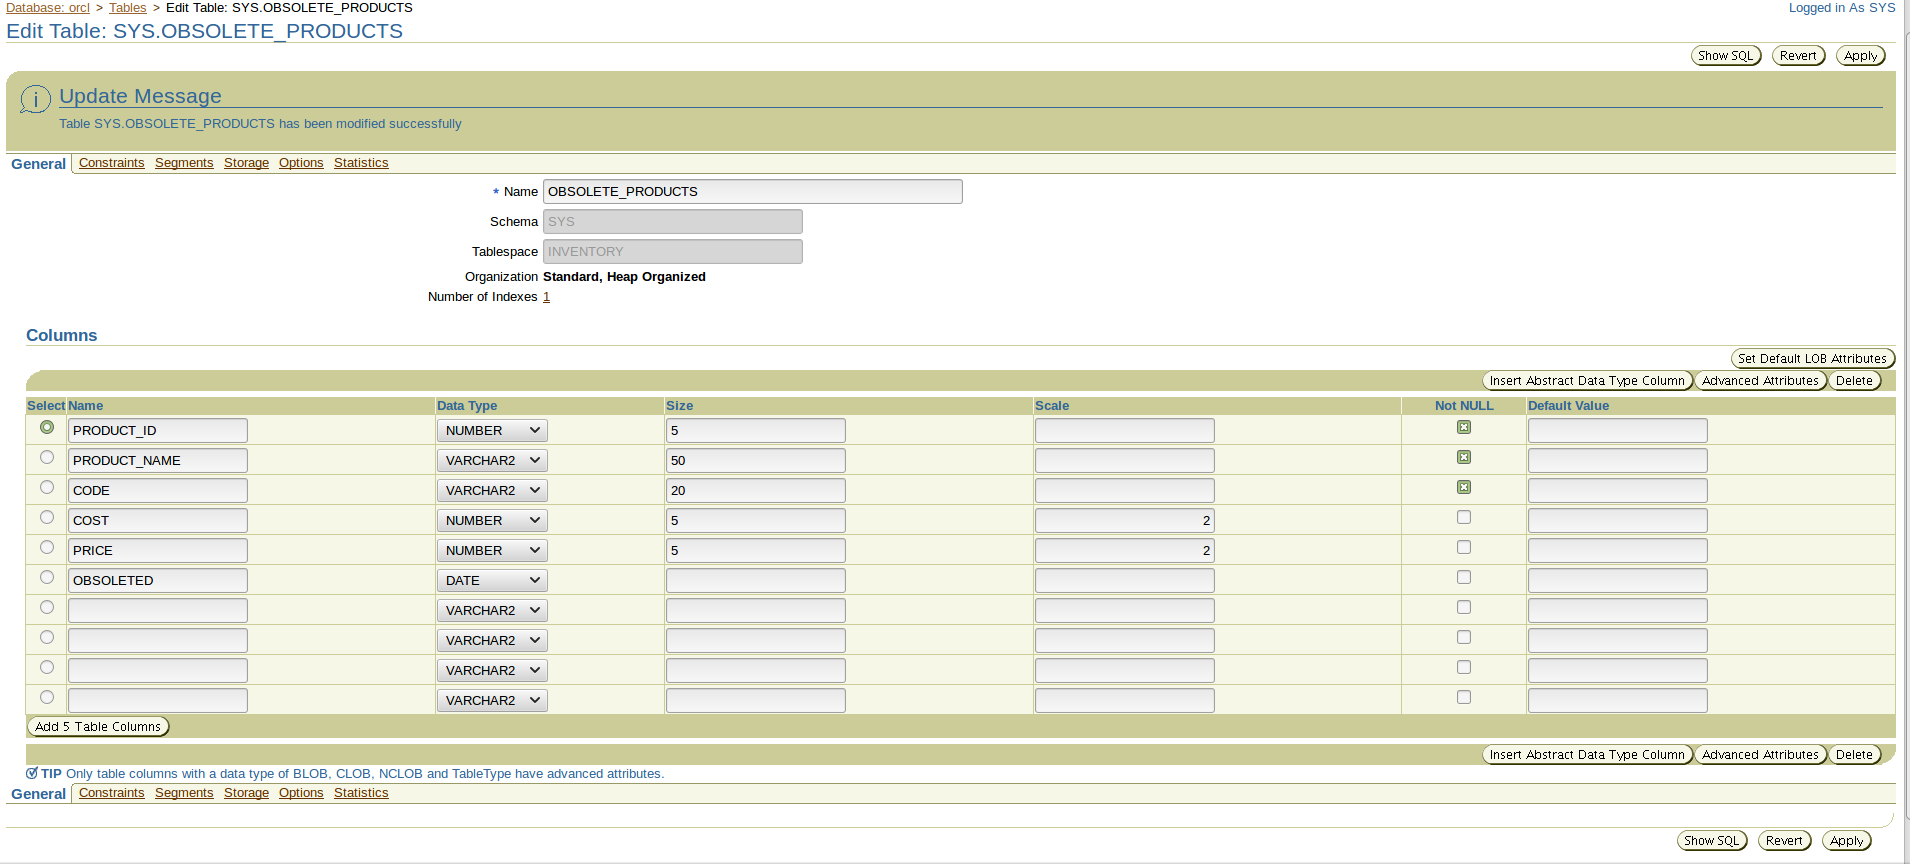 Database: orcl > Tables > Edit Table: SYS.OBSOLETE_PRODUCTS
Logged in As SYS
Edit Table: SYS.OBSOLETE_PRODUCTS
Show SQL Revert Apply
Update Message
Table SYS.OBSOLETE_PRODUCTS has been modified successfully
General Constraints Segments Storage Options Statistics
* Name OBSOLETE_PRODUCTS
Schema SYS
Tablespace INVENTORY
Organization Standard, Heap Organized
Number of Indexes 1
Columns
Set Default LOB Attributes
Insert Abstract Data Type Column Advanced Attributes Delete
Select Name Data Type Size Scale Not NULL Default Value
PRODUCT_ID NUMBER 5
PRODUCT_NAME VARCHAR2 50
CODE VARCHAR2 20
COST NUMBER 5 2
PRICE NUMBER 5 2
OBSOLETED DATE
VARCHAR2
VARCHAR2
VARCHAR2
VARCHAR2
Add 5 Table Columns
Insert Abstract Data Type Column Advanced Attributes Delete
TIP Only table columns with a data type of BLOB, CLOB, NCLOB and TableType have advanced attributes.
General Constraints Segments Storage Options Statistics
Show SQL Revert Apply